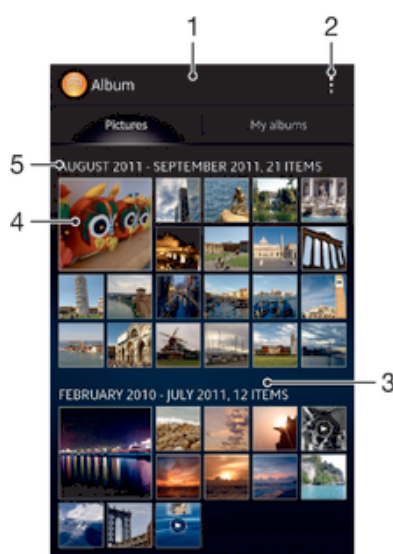 1
2
Album
Pictures
My albums
5
AUGUST 2011 - SEPTEMBER 2011, 21 ITEMS
4
3
FEBRUARY 2010 - JULY 2011, 12 ITEMS